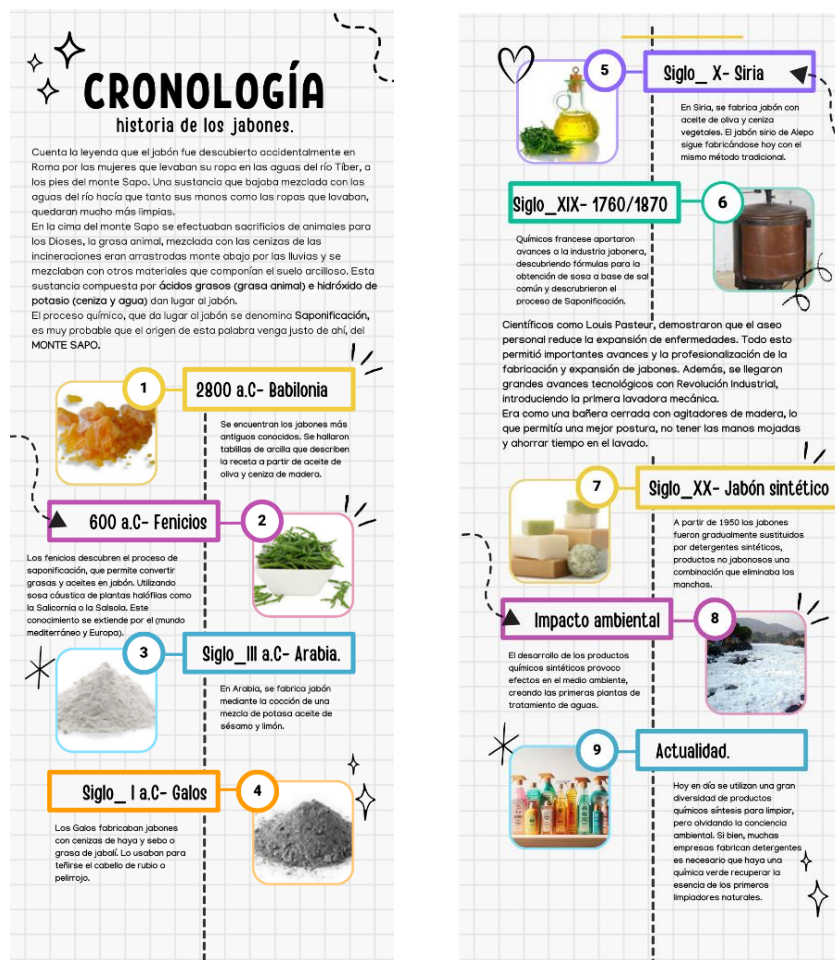 CRONOLOGÍA
historia de los jabones.
Cuenta la leyenda que el jabón fue descubierto accidentalmente en
Roma por las mujeres que levaban su ropa en las aguas del río Tíber, a
los pies del monte Sapo. Una sustancia que bajaba mezclada con las
aguas del río hacía que tanto sus manos como las ropas que lavaban,
quedaran mucho más limpias.
En la cima del monte Sapo se efectuaban sacrificios de animales para
los Dioses, la grasa animal, mezclada con las cenizas de las
incineraciones eran arrastradas monte abajo por las lluvias y se
mezclaban con otros materiales que componían el suelo arcilloso. Esta
sustancia compuesta por ácidos grasos (grasa animal) e hidróxido de
potasio (ceniza y agua) dan lugar al jabón.
El proceso químico, que da lugar al jabón se denomina Saponificación,
es muy probable que el origen de esta palabra venga justo de ahí, del
MONTE SAPO.
1
2800 a.C- Babilonia
Se encuentran los jabones más
antiguos conocidos. Se hallaron
tabillas de arcilla que describen
la receta a partir de aceite de
oliva y ceniza de madera.
600 a.C- Fenicios
2
Los fenicios descubren el proceso de
saponificación, que permite convertir
grasas y aceites en jabón. Utilizando
sosa cáustica de plantas halófilas como
la Salicornia o la Salsola. Este
conocimiento se extiende por el (mundo
mediterráneo y Europa).
3
Siglo_III a.C- Arabia.
En Arabia, se fabrica jabón
mediante la cocción de una
mezcla de potasa aceite de
sésamo y limón.
Siglo_ I a.C- Galos
4
Los Galos fabricaban jabones
con cenizas de haya y sebo o
grasa de jabalí. Lo usaban para
teñirse el cabello de rubio o
pelirrojo.
5
Siglo_ X- Siria
En Siria, se fabrica jabón con
aceite de oliva y ceniza
vegetales. El jabón sirio de Alepo
sigue fabricándose hoy con el
mismo método tradicional.
Siglo_XIX- 1760/1870
6
Químicos francese aportaron
avances a la industria jabonera,
descubriendo fórmulas para la
obtención de sosa a base de sal
común y descrubrieron el
proceso de Saponificación.
Científicos como Louis Pasteur, demostraron que el aseo
personal reduce la expansión de enfermedades. Todo esto
permitió importantes avances y la profesionalización de la
fabricación y expansión de jabones. Además, se llegaron
grandes avances tecnológicos con Revolución Industrial,
introduciendo la primera lavadora mecánica.
Era como una bañera cerrada con agitadores de madera, lo
que permitía una mejor postura, no tener las manos mojadas
y ahorrar tiempo en el lavado.
7
Siglo_XX- Jabón sintético
A partir de 1950 los jabones
fueron gradualmente sustituidos
por detergentes sintéticos,
productos no jabonosos una
combinación que eliminaba las
manchas.
Impacto ambiental
8
El desarrollo de los productos
químicos sintéticos provoco
efectos en el medio ambiente,
creando las primeras plantas de
tratamiento de aguas.
9
Actualidad.
Hoy en día se utilizan una gran
diversidad de productos
químicos síntesis para limpiar,
pero olvidando la conciencia
ambiental. Si bien, muchas
empresas fabrican detergentes
es necesario que haya una
química verde recuperar la
esencia de los primeros
limpiadores naturales.